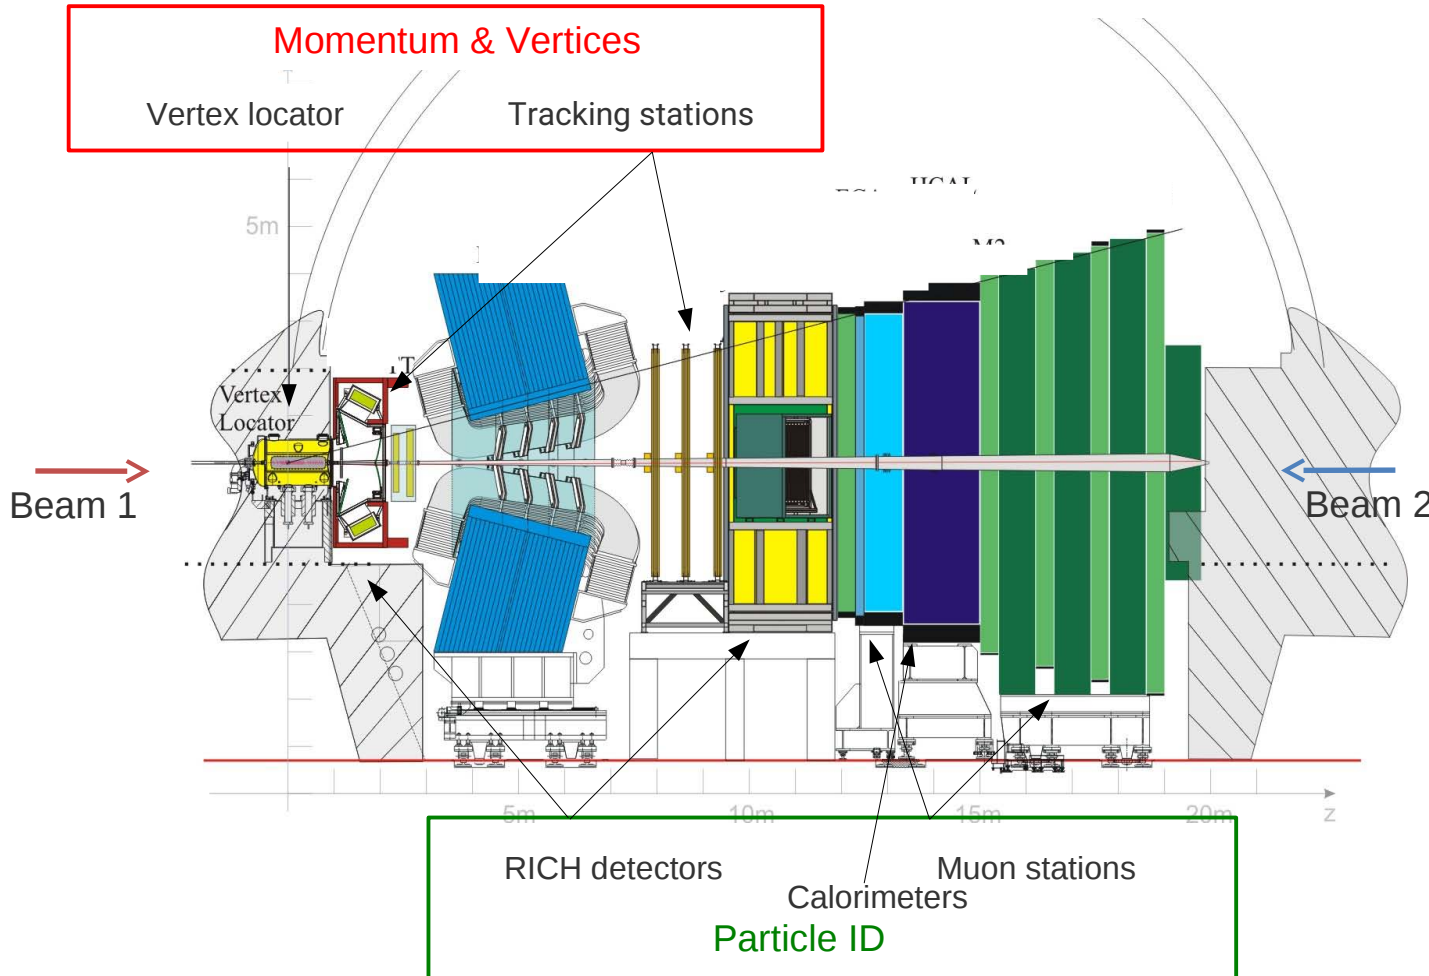 Momentum & Vertices
Vertex locator
Tracking stations
5m
Vertex
Locator
Beam 1
Beam 2
5m
10m
15m
20m
z
RICH detectors
Muon stations
Calorimeters
Particle ID